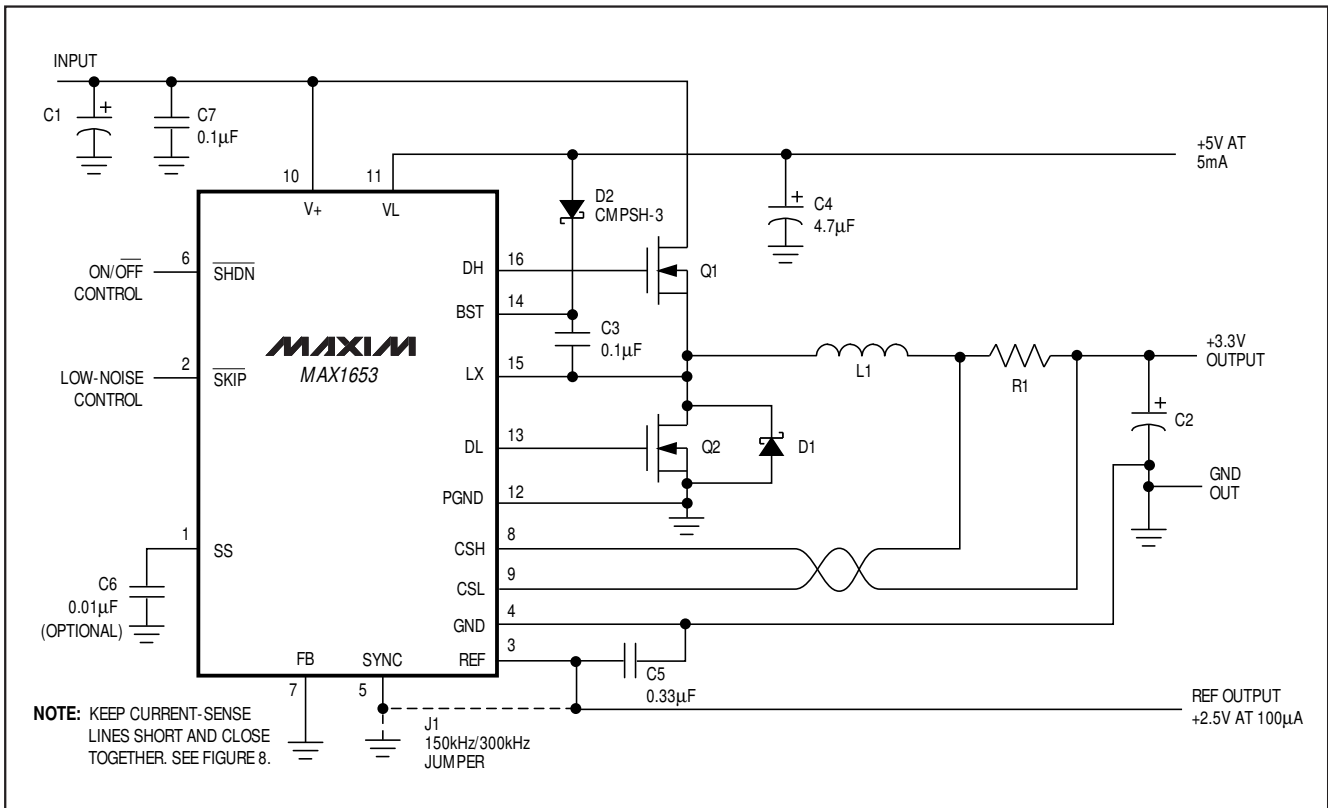 INPUT
C1
+
C7
0.1µF
+5V AT
5mA
10
11
V+
VL
D2
CMPSH-3
+
C4
4.7µF
ON/OFF
CONTROL
6
SHDN
DH
16
Q1
BST
14
C3
0.1µF
MAXIM
MAX1653
LOW-NOISE
CONTROL
2
SKIP
LX
15
L1
R1
+3.3V
OUTPUT
+
C2
DL
13
Q2
D1
GND
OUT
PGND
12
1
SS
CSH
8
C6
0.01µF
(OPTIONAL)
CSL
9
GND
4
REF
3
FB
SYNC
7
5
C5
0.33µF
J1
150kHz/300kHz
JUMPER
REF OUTPUT
+2.5V AT 100µA
NOTE: KEEP CURRENT-SENSE
LINES SHORT AND CLOSE
TOGETHER. SEE FIGURE 8.